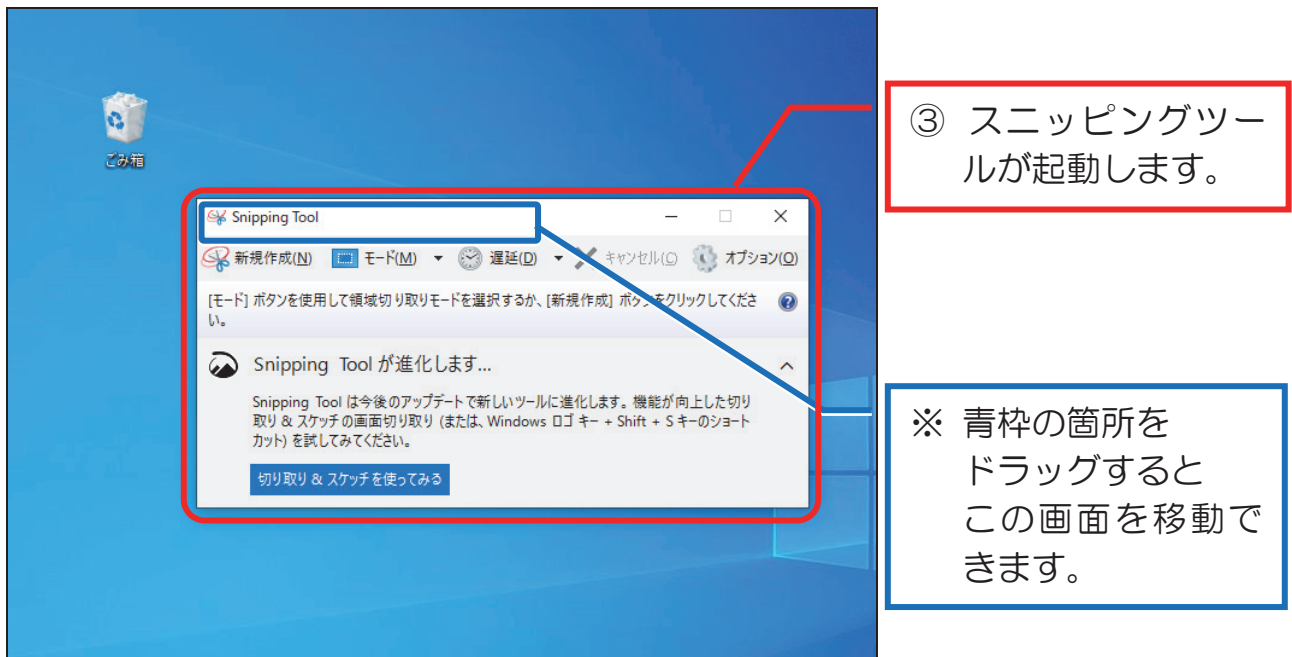 ごみ箱
③ スニッピングツー
ルが起動します。
Snipping Tool
新規作成(N) モード(M) 遅延(D) キャンセル(C) オプション(O)
[モード] ボタンを使用して領域切り取りモードを選択するか、[新規作成] ボタンをクリックしてくださ
い。
Snipping Tool が進化します...
Snipping Tool は今後のアップデートで新しいツールに進化します。機能が向上した切り
取り & スケッチの画面切り取り (または、Windows ロゴ キー + Shift + S キーのショート
カット) を試してみてください。
切り取り & スケッチを使ってみる
※ 青枠の箇所を
ドラッグすると
この画面を移動で
きます。